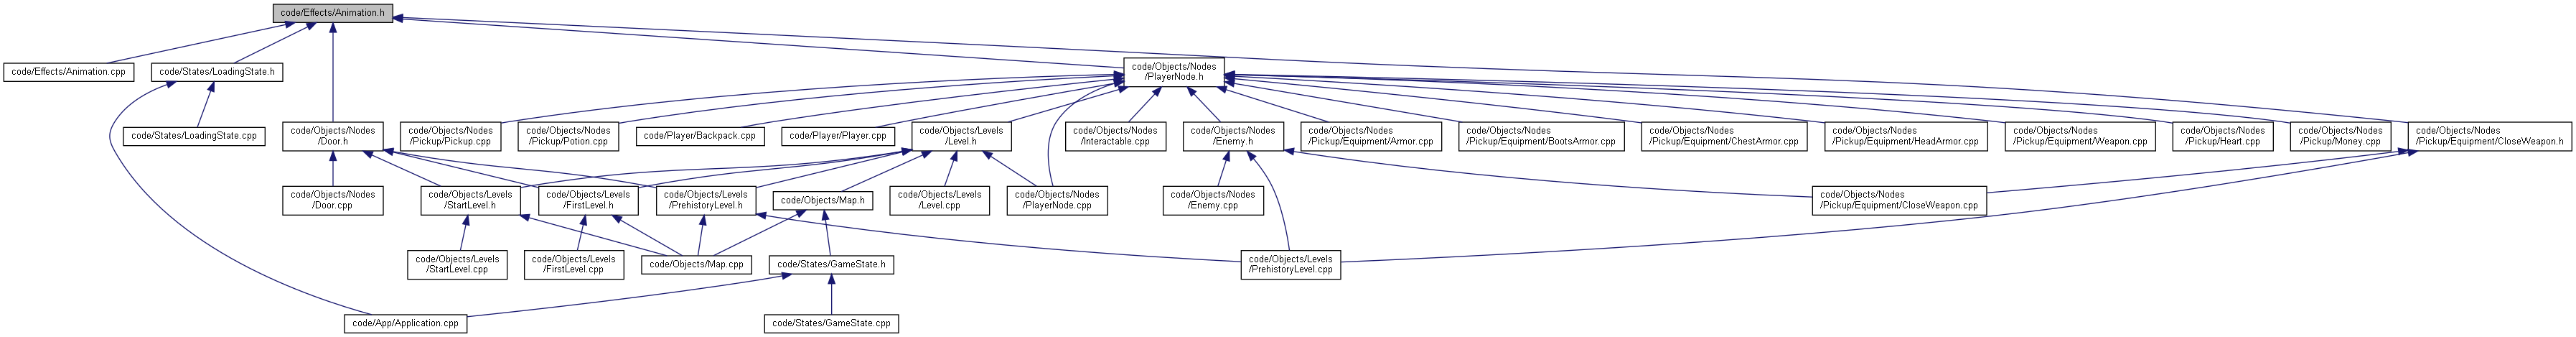 code/Effects/Animation.h
code/Effects/Animation.cpp
code/States/LoadingState.h
code/Objects/Nodes
/PlayerNode.h
code/States/LoadingState.cpp
code/Objects/Nodes
/Door.h
code/Objects/Nodes
/Pickup/Pickup.cpp
code/Objects/Nodes
/Pickup/Potion.cpp
code/Player/Backpack.cpp
code/Player/Player.cpp
code/Objects/Levels
/Level.h
code/Objects/Nodes
/Interactable.cpp
code/Objects/Nodes
/Enemy.h
code/Objects/Nodes
/Pickup/Equipment/Armor.cpp
code/Objects/Nodes
/Pickup/Equipment/BootsArmor.cpp
code/Objects/Nodes
/Pickup/Equipment/ChestArmor.cpp
code/Objects/Nodes
/Pickup/Equipment/HeadArmor.cpp
code/Objects/Nodes
/Pickup/Equipment/Weapon.cpp
code/Objects/Nodes
/Pickup/Heart.cpp
code/Objects/Nodes
/Pickup/Money.cpp
code/Objects/Nodes
/Pickup/Equipment/CloseWeapon.h
code/Objects/Nodes
/Door.cpp
code/Objects/Levels
/StartLevel.h
code/Objects/Levels
/FirstLevel.h
code/Objects/Levels
/PrehistoryLevel.h
code/Objects/Map.h
code/Objects/Levels
/Level.cpp
code/Objects/Nodes
/PlayerNode.cpp
code/Objects/Nodes
/Enemy.cpp
code/Objects/Nodes
/Pickup/Equipment/CloseWeapon.cpp
code/Objects/Levels
/StartLevel.cpp
code/Objects/Levels
/FirstLevel.cpp
code/Objects/Map.cpp
code/States/GameState.h
code/Objects/Levels
/PrehistoryLevel.cpp
code/App/Application.cpp
code/States/GameState.cpp